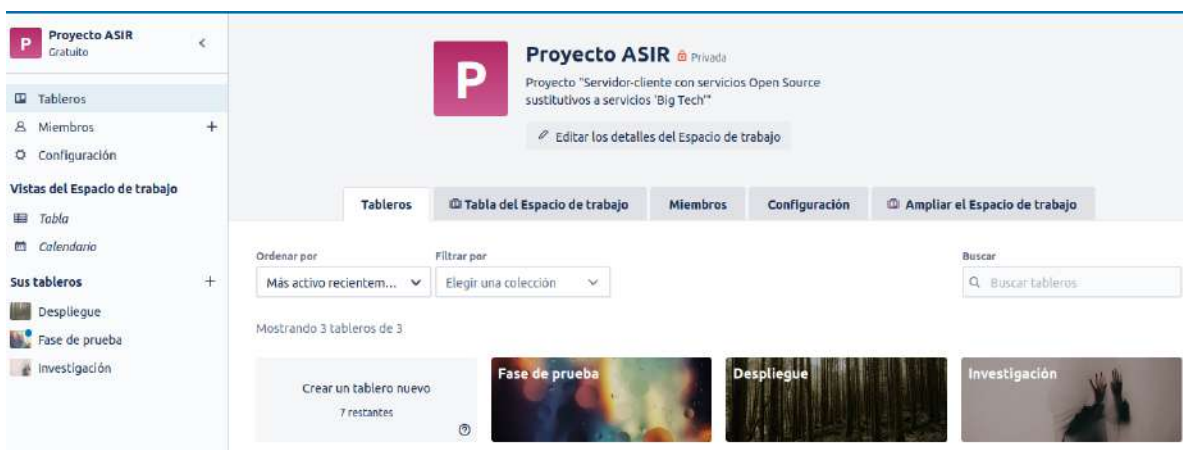 P
Proyecto ASIR
Gratuito
Tableros
Miembros
Configuración
Vistas del Espacio de trabajo
Tabla
Calendario
Sus tableros
Despliegue
Fase de prueba
Investigación
P
Proyecto ASIR Privada
Proyecto "Servidor-cliente con servicios Open Source
sustitutivos a servicios 'Big Tech'"
Editar los detalles del Espacio de trabajo
Tableros Tabla del Espacio de trabajo Miembros Configuración Ampliar el Espacio de trabajo
Ordenar por Filtrar por Buscar
Más activo recientem... Elegir una colección Buscar tableros
Mostrando 3 tableros de 3
Crear un tablero nuevo
7 restantes
Fase de prueba
Despliegue
Investigación